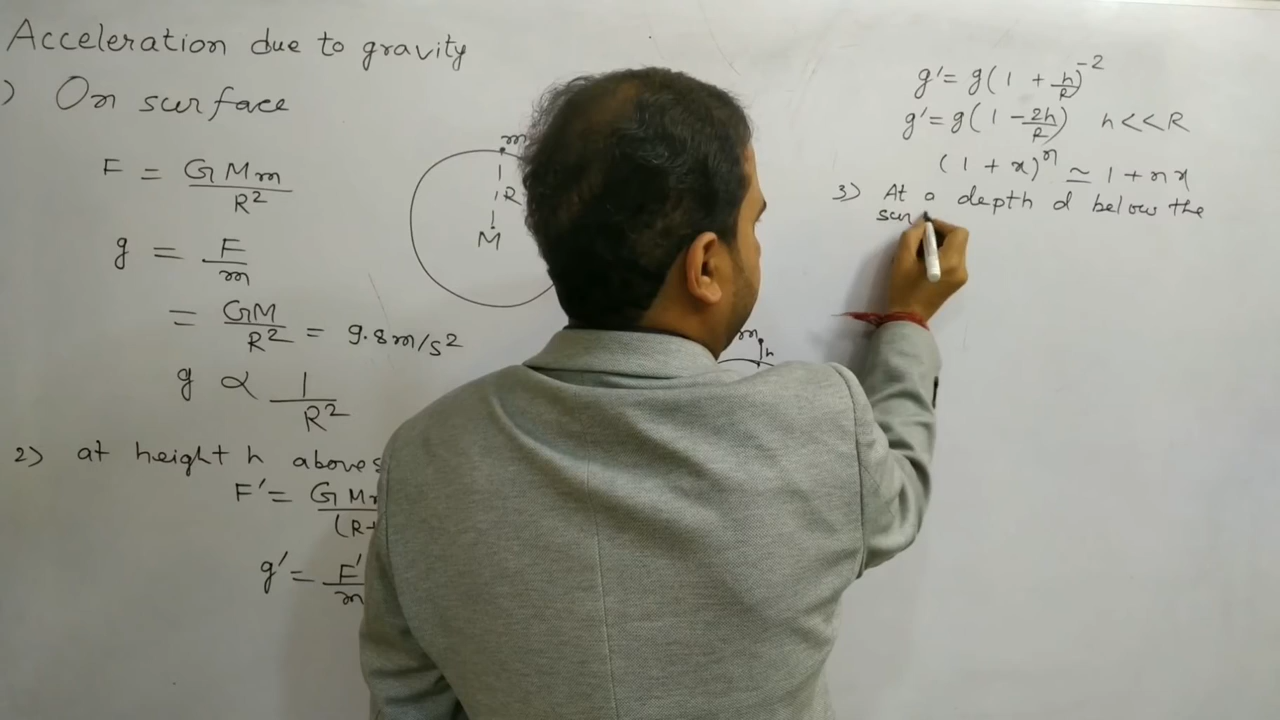 Acceleration due to gravity
) On surface
F = GMm/R²
g = F/m
= GM/R² = 9.8m/s²
g ∝ 1/R²
2) at height h above
F' = GM
(R+
g' = F'/m
m
R
M
m
h
g' = g(1 + h/R)⁻²
g' = g(1 - 2h/R) h<<R
(1 + x)ⁿ ≃ 1 + nx
3) At a depth d below the
sur